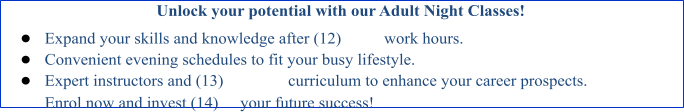 Unlock your potential with our Adult Night Classes!
● Expand your skills and knowledge after (12) work hours.
● Convenient evening schedules to fit your busy lifestyle.
● Expert instructors and (13) curriculum to enhance your career prospects.
Enrol now and invest (14) your future success!